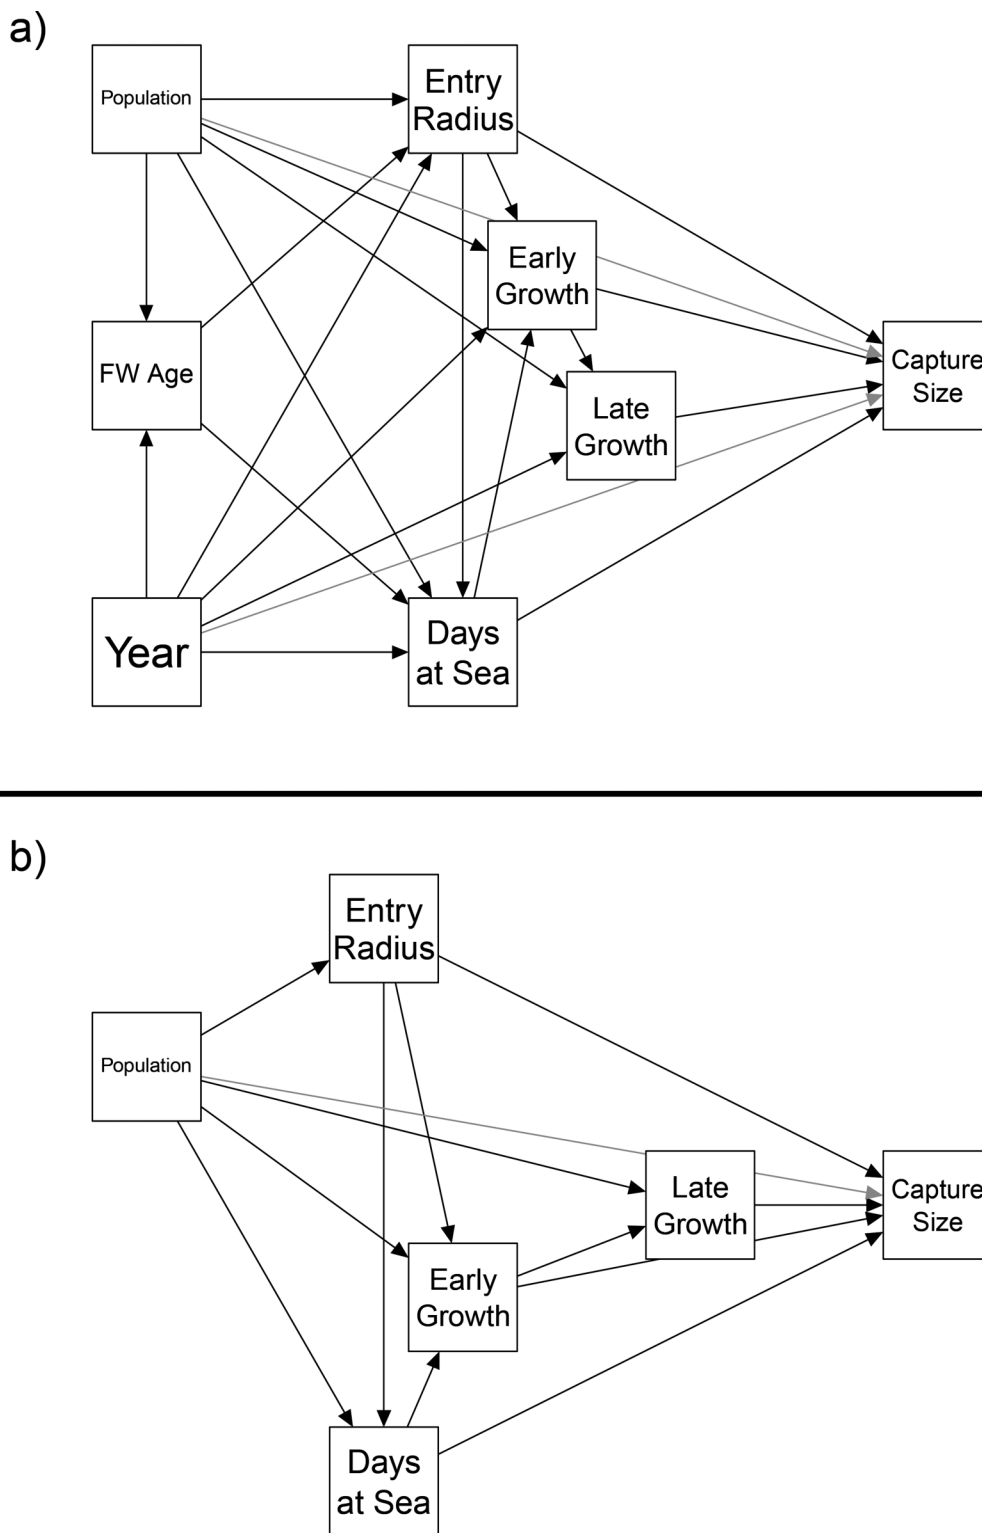 a)
Population
Entry
Radius
Early
Growth
FW Age
Capture
Size
Late
Growth
Year
Days
at Sea
b)
Entry
Radius
Population
Late
Growth
Capture
Size
Early
Growth
Days
at Sea